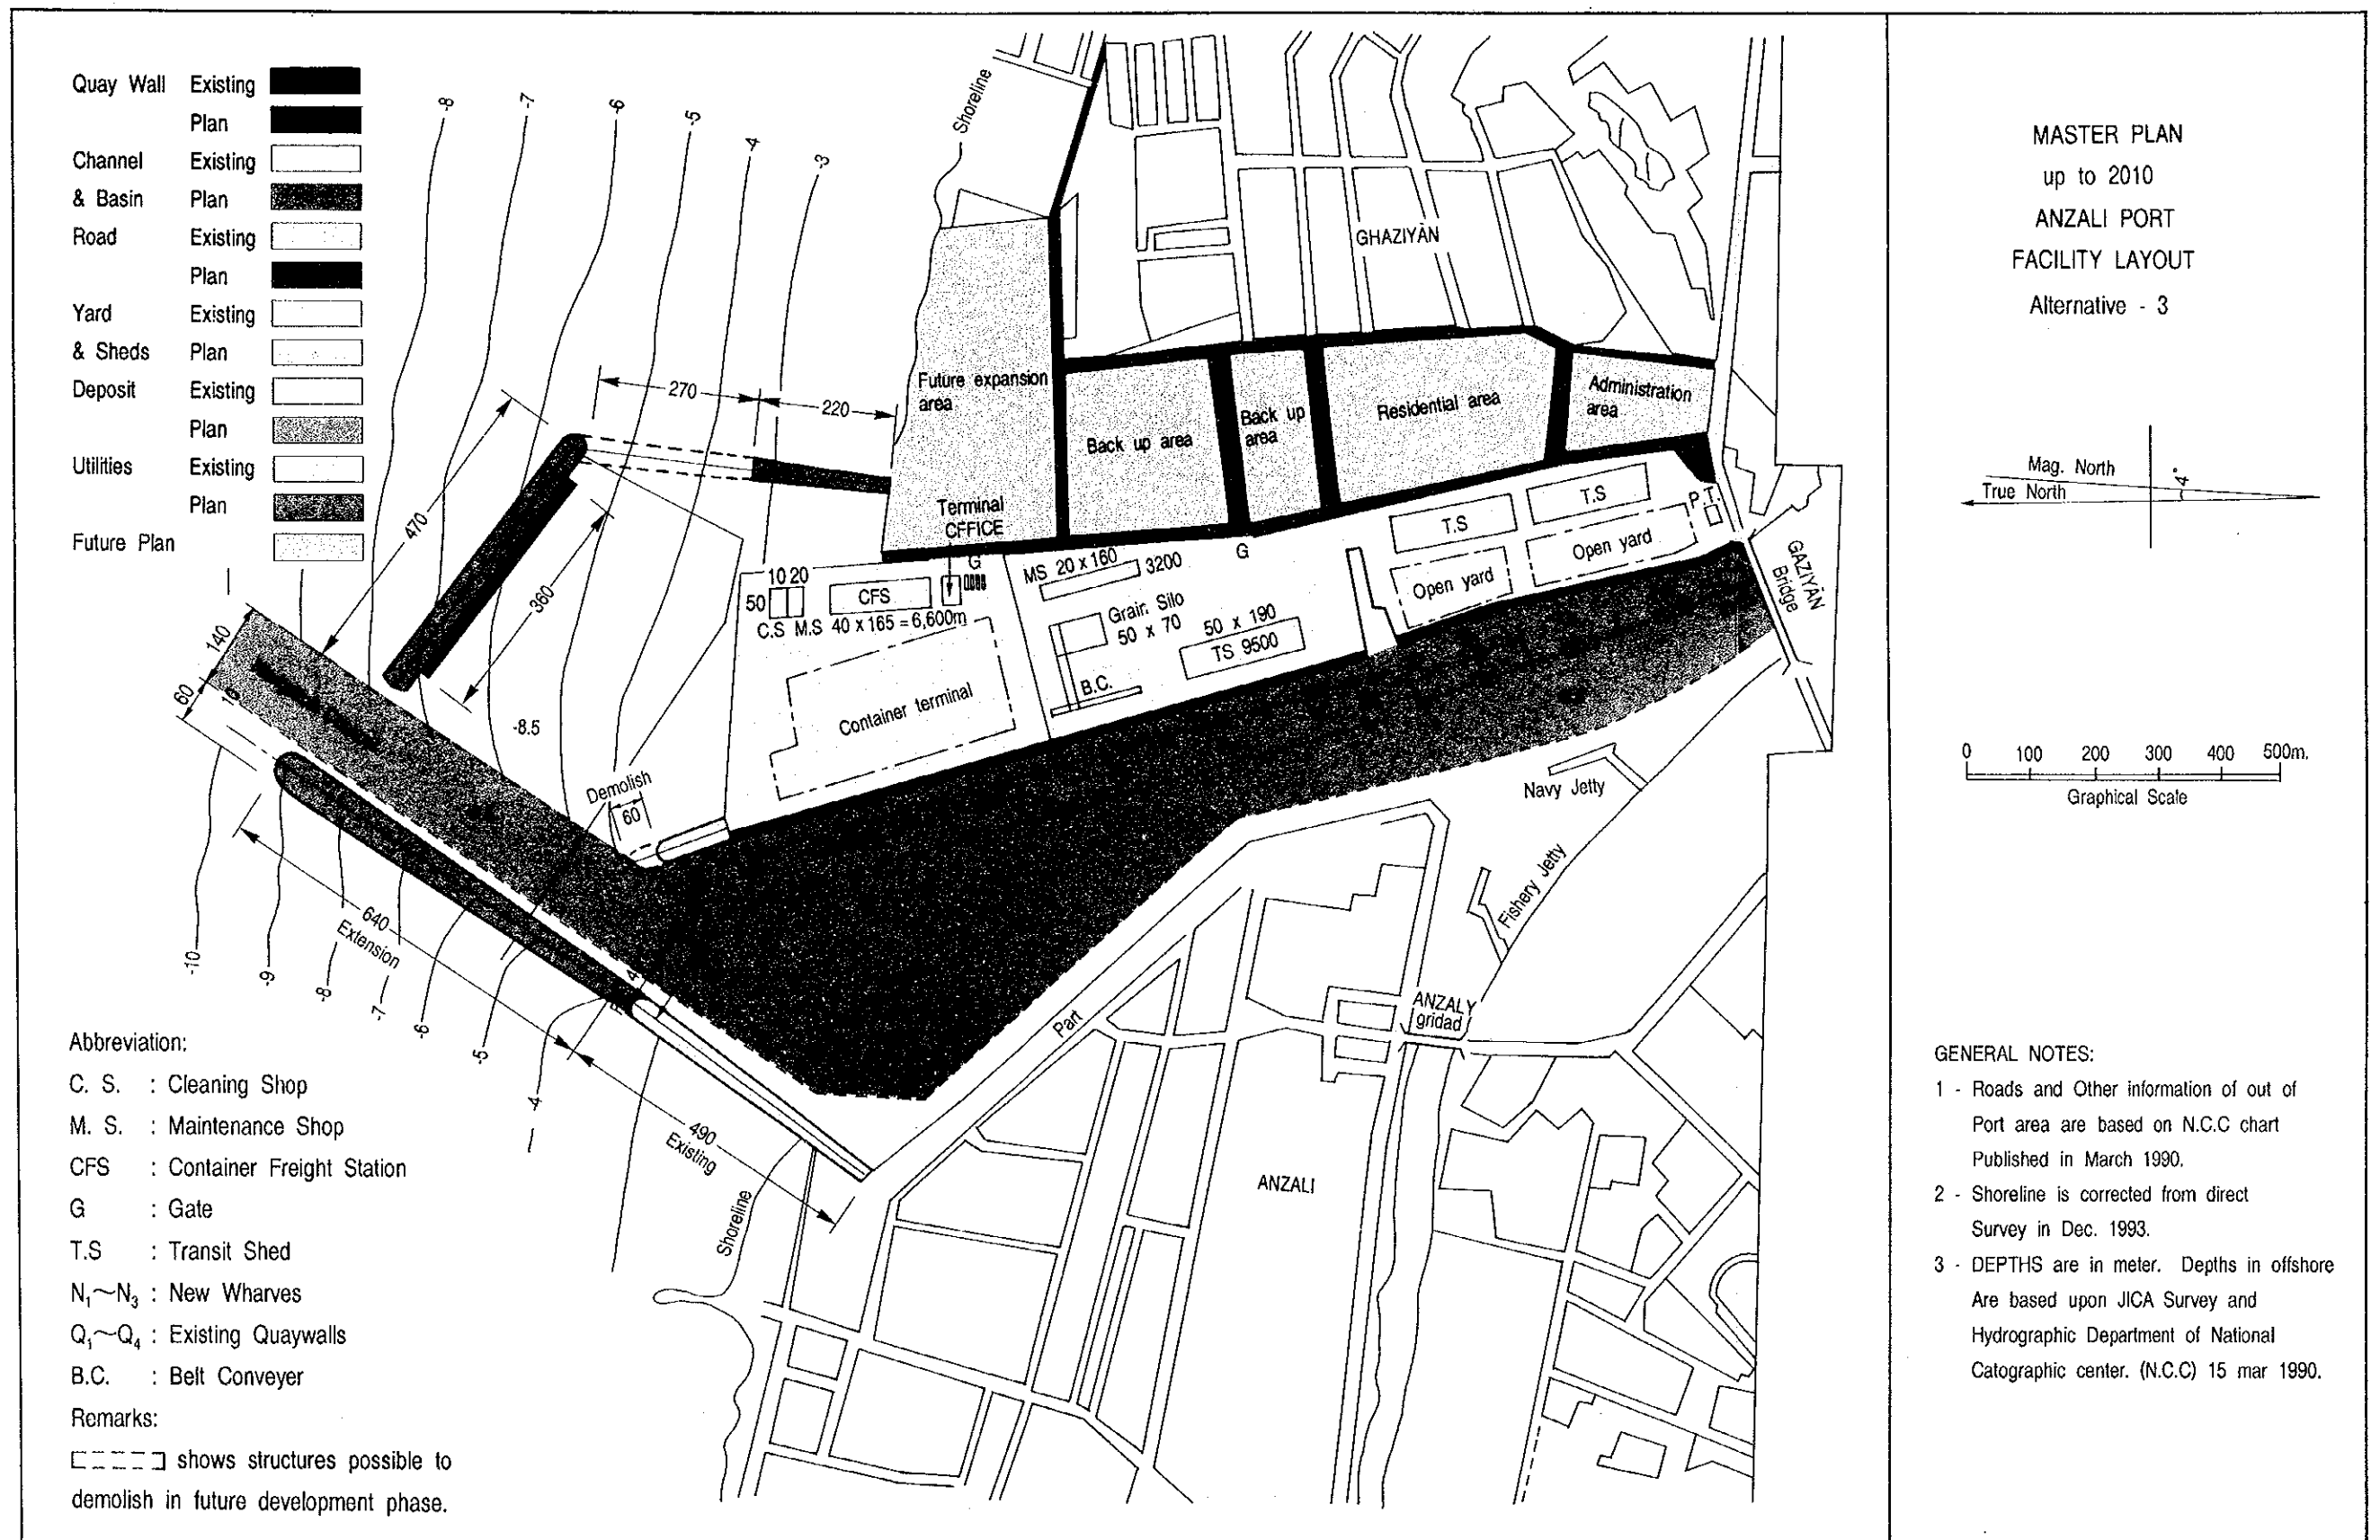 Quay Wall Existing
Plan
Channel Existing
& Basin Plan
Road Existing
Plan
Yard Existing
& Sheds Plan
Deposit Existing
Plan
Utilities Existing
Plan
Future Plan
-8
-7
-6
-5
-4
-3
Shoreline
GHAZIYĀN
270
220
470
360
Future expansion
area
Back up area
Back up
area
Residential area
Administration
area
Terminal
CFFICE
G
G
MS 20 x 160
3200
T.S
T.S
P.T.
Open yard
Open yard
GAZIYĀN
Bridge
10 20
50
CFS
C.S M.S 40 x 165 = 6,600m
Grair. Silo
50 x 70
50 x 190
TS 9500
B.C.
Container terminal
140
60
-8.5
Demolish
60
Navy Jetty
Fishery Jetty
640
Extension
490
Existing
-10
-9
-8
-7
-6
-5
-4
Shoreline
Part
ANZALY
gridad
ANZALI
Abbreviation:
C. S. : Cleaning Shop
M. S. : Maintenance Shop
CFS : Container Freight Station
G : Gate
T.S : Transit Shed
N₁~N₃ : New Wharves
Q₁~Q₄ : Existing Quaywalls
B.C. : Belt Conveyer
Remarks:
shows structures possible to
demolish in future development phase.
MASTER PLAN
up to 2010
ANZALI PORT
FACILITY LAYOUT
Alternative - 3
Mag. North
True North
4°
0 100 200 300 400 500m.
Graphical Scale
GENERAL NOTES:
1 - Roads and Other information of out of
Port area are based on N.C.C chart
Published in March 1990.
2 - Shoreline is corrected from direct
Survey in Dec. 1993.
3 - DEPTHS are in meter. Depths in offshore
Are based upon JICA Survey and
Hydrographic Department of National
Catographic center. (N.C.C) 15 mar 1990.